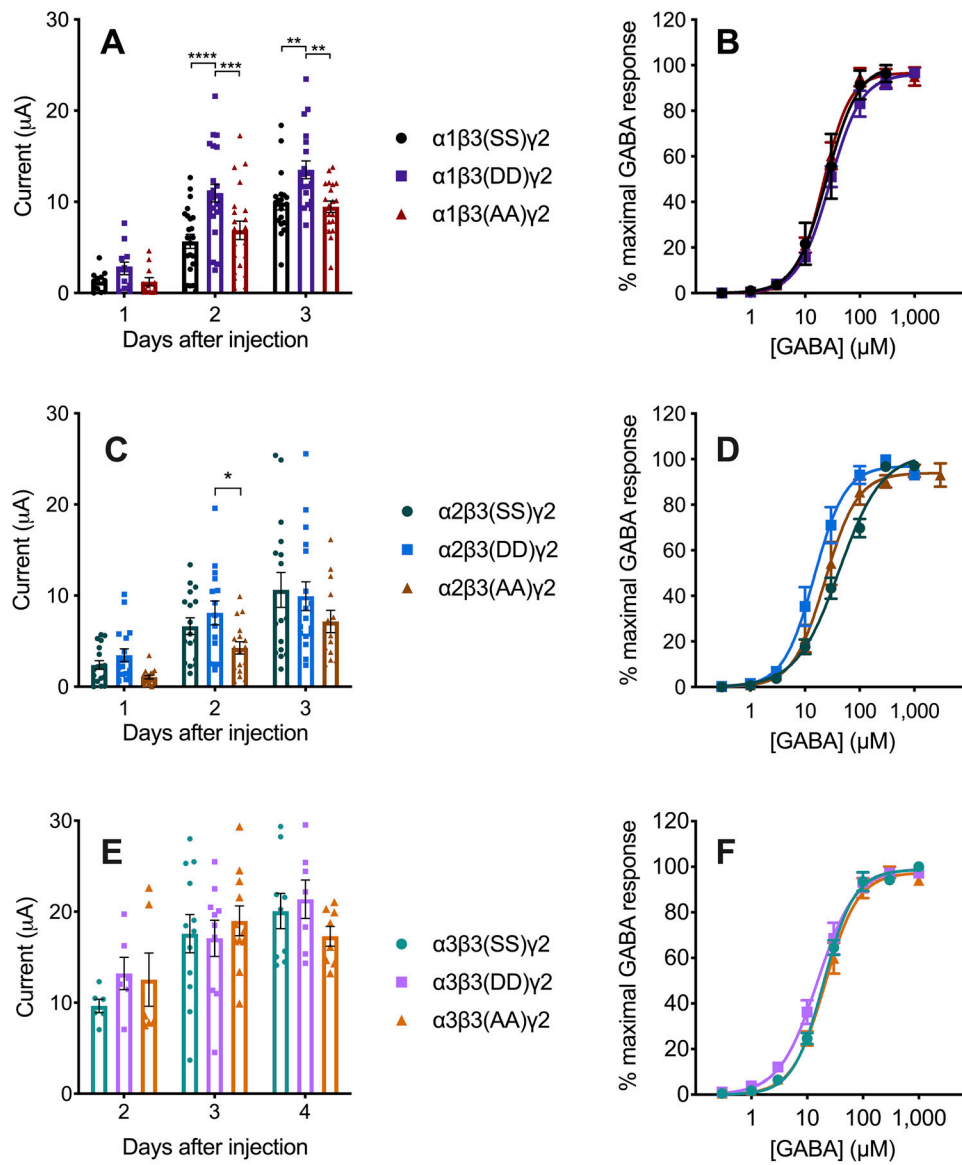 A
Current (μA)
30
20
10
0
**** *** ** **
1 2 3
Days after injection
α1β3(SS)γ2
α1β3(DD)γ2
α1β3(AA)γ2
B
% maximal GABA response
120
100
80
60
40
20
0
1 10 100 1,000
[GABA] (μM)
C
Current (μA)
30
20
10
0
*
1 2 3
Days after injection
α2β3(SS)γ2
α2β3(DD)γ2
α2β3(AA)γ2
D
% maximal GABA response
120
100
80
60
40
20
0
1 10 100 1,000
[GABA] (μM)
E
Current (μA)
30
20
10
0
2 3 4
Days after injection
α3β3(SS)γ2
α3β3(DD)γ2
α3β3(AA)γ2
F
% maximal GABA response
120
100
80
60
40
20
0
1 10 100 1,000
[GABA] (μM)